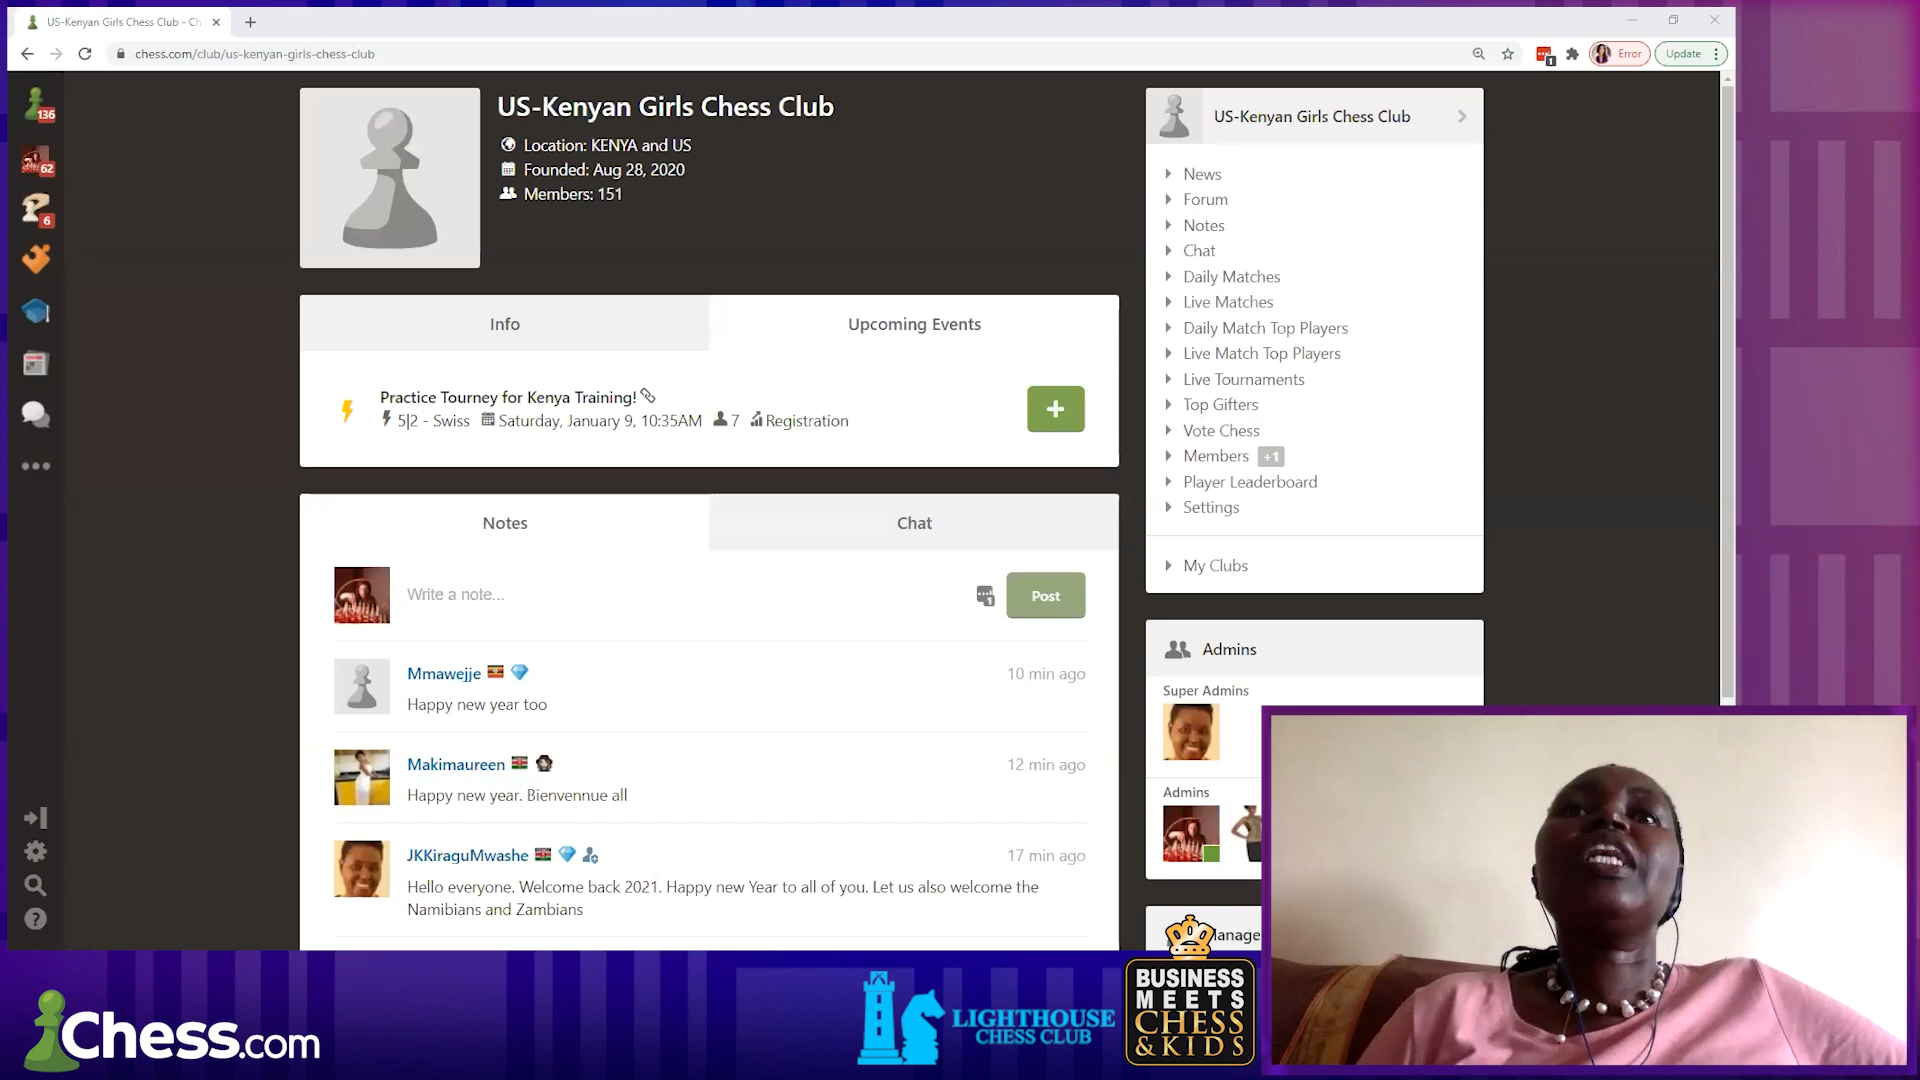 US-Kenyan Girls Chess Club - Ch
chess.com/club/us-kenyan-girls-chess-club
1
Error
Update
136
62
6
US-Kenyan Girls Chess Club
Location: KENYA and US
Founded: Aug 28, 2020
Members: 151
Info
Upcoming Events
Practice Tourney for Kenya Training!
5|2 - Swiss Saturday, January 9, 10:35AM 7 Registration
Notes
Chat
Write a note...
1
Post
Mmawejje
10 min ago
Happy new year too
Makimaureen
12 min ago
Happy new year. Bienvennue all
JKKiraguMwashe
17 min ago
Hello everyone. Welcome back 2021. Happy new Year to all of you. Let us also welcome the
Namibians and Zambians
US-Kenyan Girls Chess Club
News
Forum
Notes
Chat
Daily Matches
Live Matches
Daily Match Top Players
Live Match Top Players
Live Tournaments
Top Gifters
Vote Chess
Members +1
Player Leaderboard
Settings
My Clubs
Admins
Super Admins
Admins
Chess.com
LIGHTHOUSE
CHESS CLUB
BUSINESS
MEETS
CHESS
& KIDS